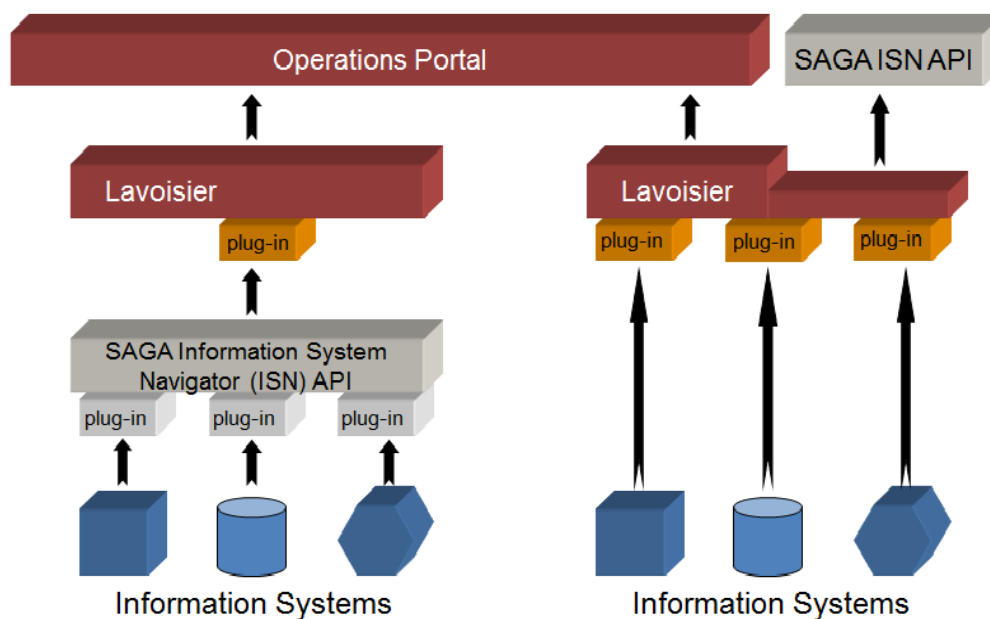 Operations Portal
SAGA ISN API
Lavoisier
Lavoisier
plug-in
plug-in
plug-in
plug-in
SAGA Information System
Navigator (ISN) API
plug-in
plug-in
plug-in
Information Systems
Information Systems